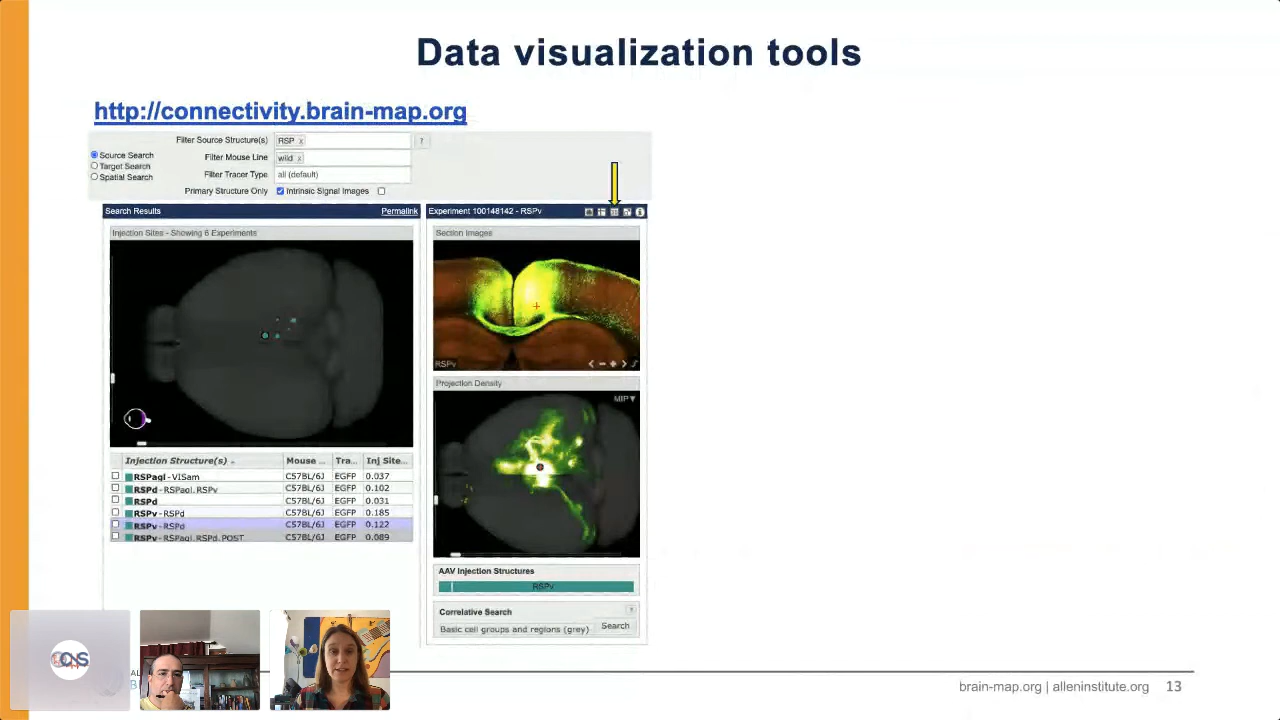 Data visualization tools
http://connectivity.brain-map.org
Filter Source Structure(s) RSP x ?
Source Search
Filter Mouse Line wild x
Target Search
Filter Tracer Type all (default)
Spatial Search
Primary Structure Only Intrinsic Signal Images
Search Results Permalink
Experiment 100148142 - RSPv
Injection Sites - Showing 6 Experiments
Section Images
RSPv
Projection Density
MIP▼
Injection Structure(s) Mouse ... Tra... Inj Site...
RSPagl - VISam C57BL/6J EGFP 0.037
RSPd - RSPagl, RSPv C57BL/6J EGFP 0.102
RSPd C57BL/6J EGFP 0.031
RSPv - RSPd C57BL/6J EGFP 0.185
RSPv - RSPd C57BL/6J EGFP 0.122
RSPv - RSPagl, RSPd, POST C57BL/6J EGFP 0.089
AAV Injection Structures
RSPv
Correlative Search
Basic cell groups and regions (grey) Search
brain-map.org | alleninstitute.org 13